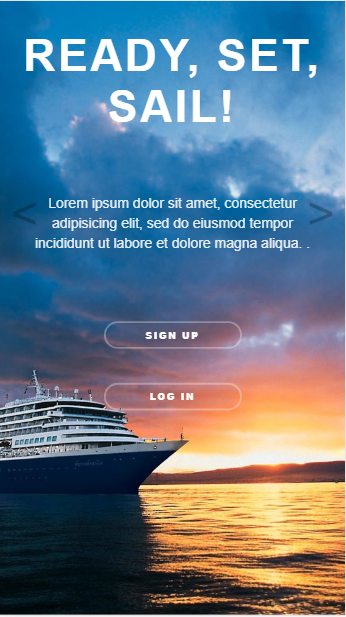 READY, SET,
SAIL!
Lorem ipsum dolor sit amet, consectetur
adipisicing elit, sed do eiusmod tempor
incididunt ut labore et dolore magna aliqua. .
SIGN UP
LOG IN